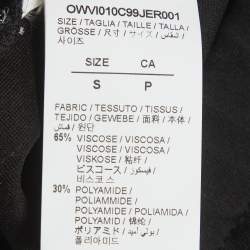 OWVI010C99JER001
SIZE / TAGLIA / TAILLE / TALLA /
GRÖSSE / 尺寸 / サイズ / مقاس /
사이즈
SIZE CA
S P
FABRIC / TESSUTO / TISSUS /
TEJIDO / GEWEBE / 面料 / 本体 /
قماش / 원단
65% VISCOSE / VISCOSA /
VISCOSE / VISCOSA /
VISKOSE / 粘纤 /
ビスコース / فيسكوز /
비스코스
30% POLYAMIDE /
POLIAMMIDE /
POLYAMIDE / POLIAMIDA /
POLYAMID / 锦纶 /
ポリアミド / بولي أميد /
폴리아미드